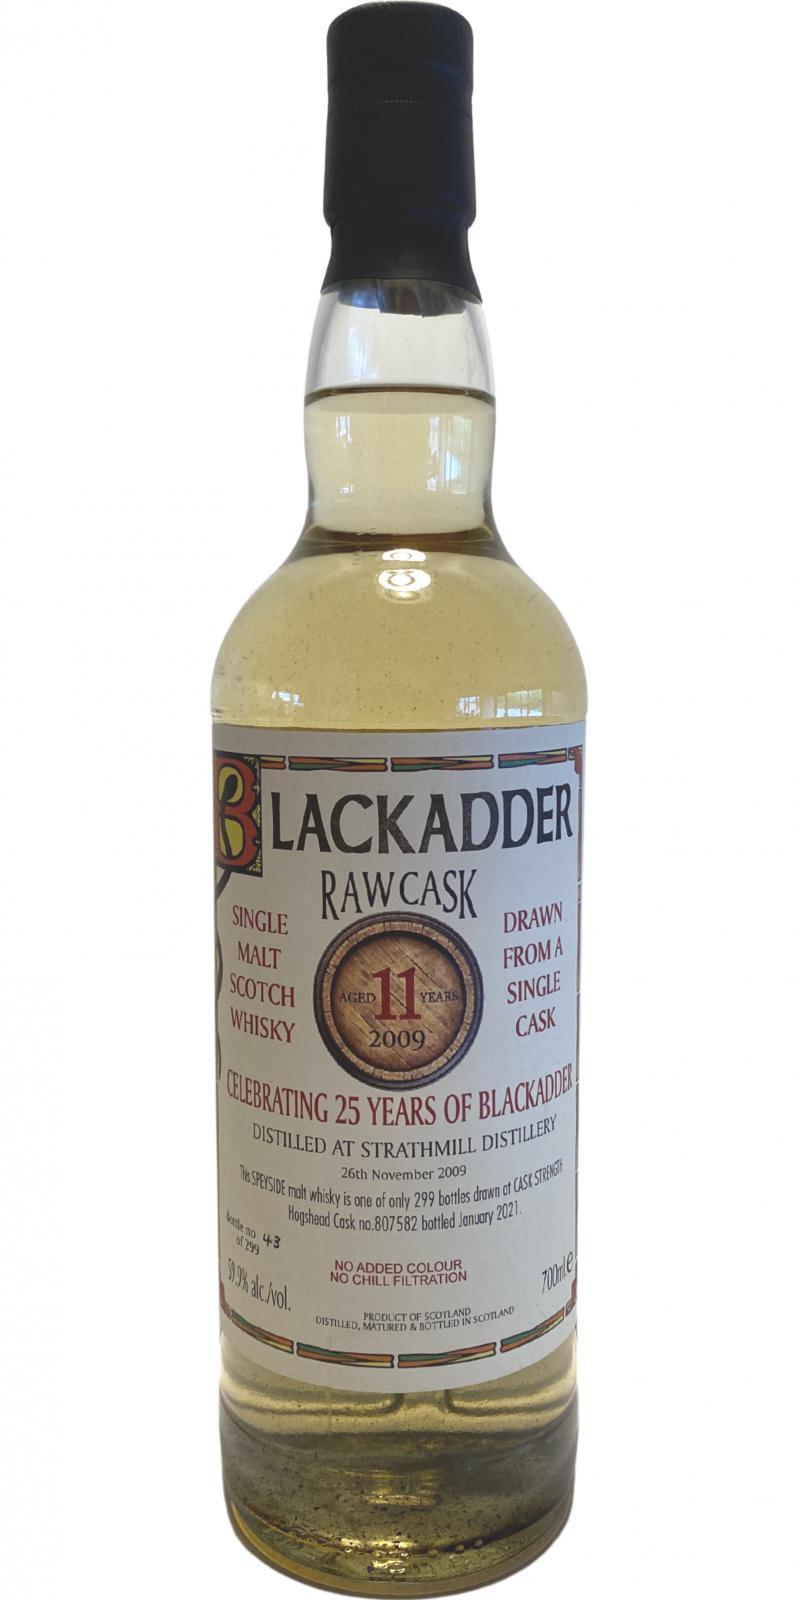 BLACKADDER
RAW CASK
SINGLE
MALT
SCOTCH
WHISKY
AGED 11 YEARS
2009
DRAWN
FROM A
SINGLE
CASK
CELEBRATING 25 YEARS OF BLACKADDER
DISTILLED AT STRATHMILL DISTILLERY
26th November 2009
This SPEYSIDE malt whisky is one of only 299 bottles drawn at CASK STRENGTH
Hogshead Cask no.807582 bottled January 2021.
Bottle no 43
of 299
59.9% alc./vol.
NO ADDED COLOUR
NO CHILL FILTRATION
700ml.e
PRODUCT OF SCOTLAND
DISTILLED, MATURED & BOTTLED IN SCOTLAND